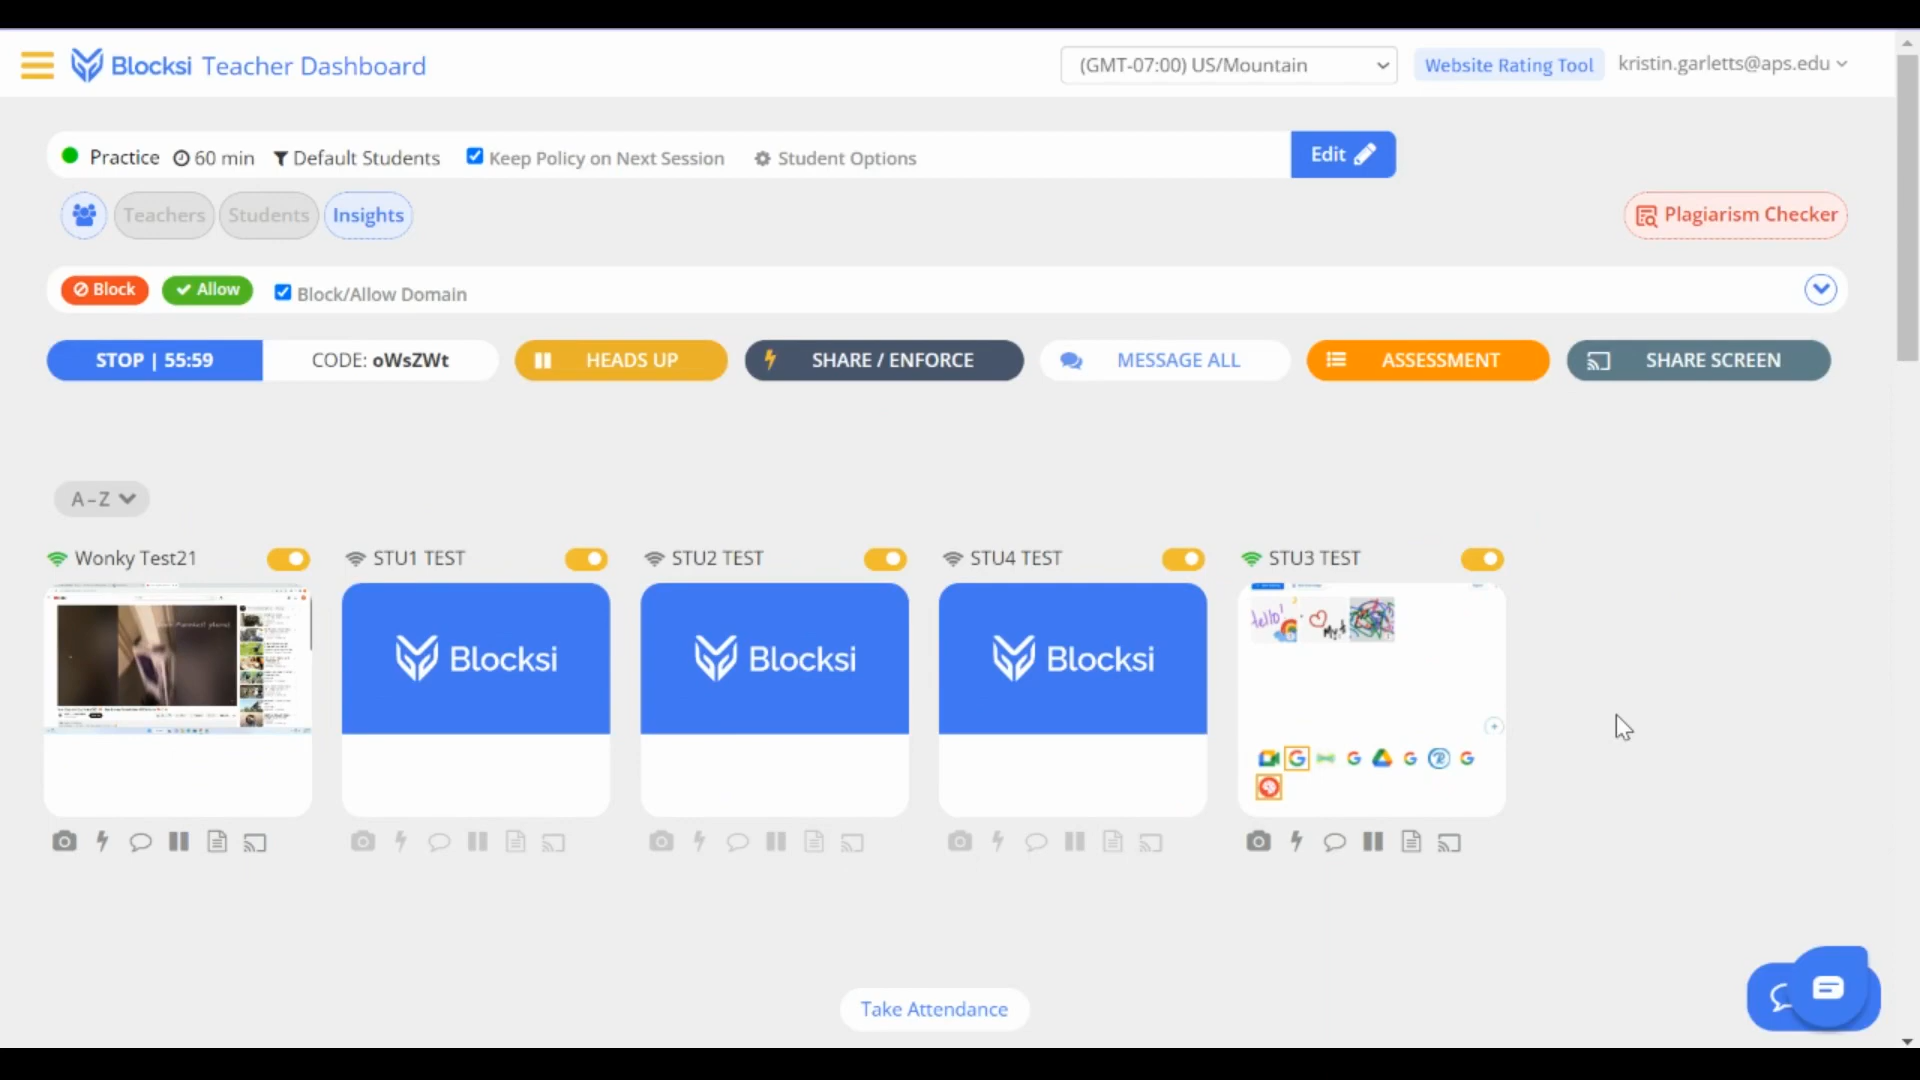 Blocksi Teacher Dashboard
(GMT-07:00) US/Mountain
Website Rating Tool
kristin.garletts@aps.edu
Practice 60 min Default Students Keep Policy on Next Session Student Options
Edit
Teachers Students Insights
Plagiarism Checker
Block Allow Block/Allow Domain
STOP | 55:59 CODE: oWsZWt HEADS UP SHARE / ENFORCE MESSAGE ALL ASSESSMENT SHARE SCREEN
A-Z
Wonky Test21 STU1 TEST STU2 TEST STU4 TEST STU3 TEST
Blocksi Blocksi Blocksi
hello!
Take Attendance